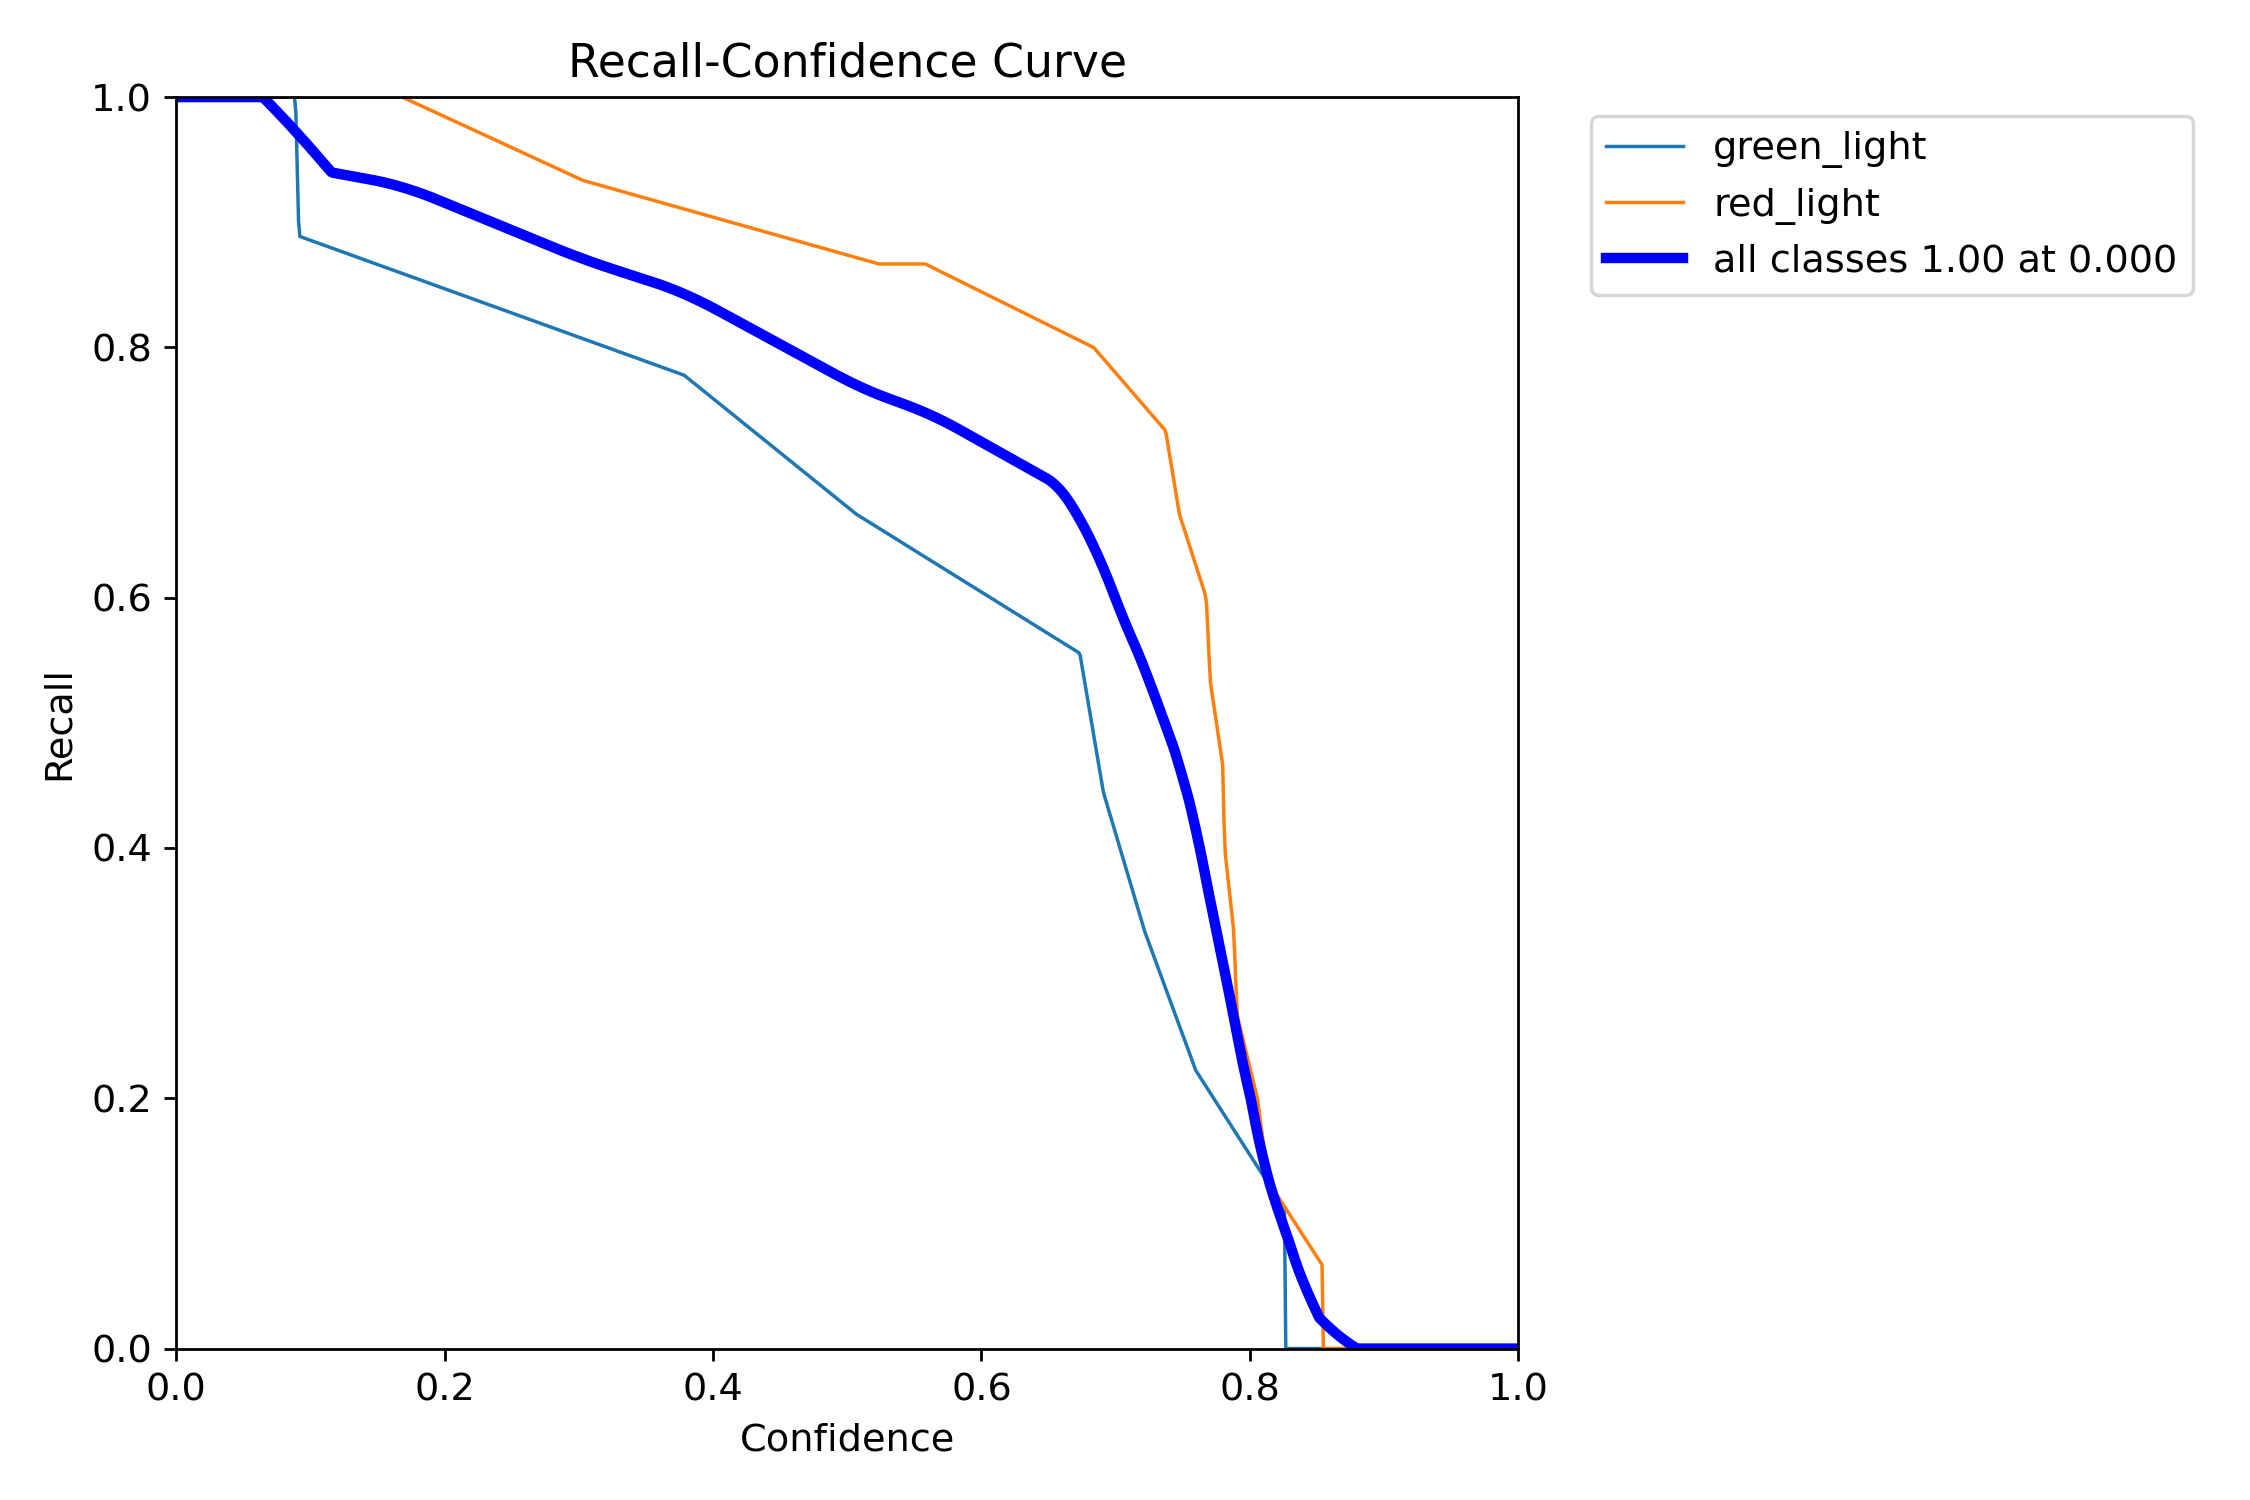 Recall-Confidence Curve
1.0
0.8
0.6
0.4
0.2
0.0
Recall
0.0 0.2 0.4 0.6 0.8 1.0
Confidence
green_light
red_light
all classes 1.00 at 0.000